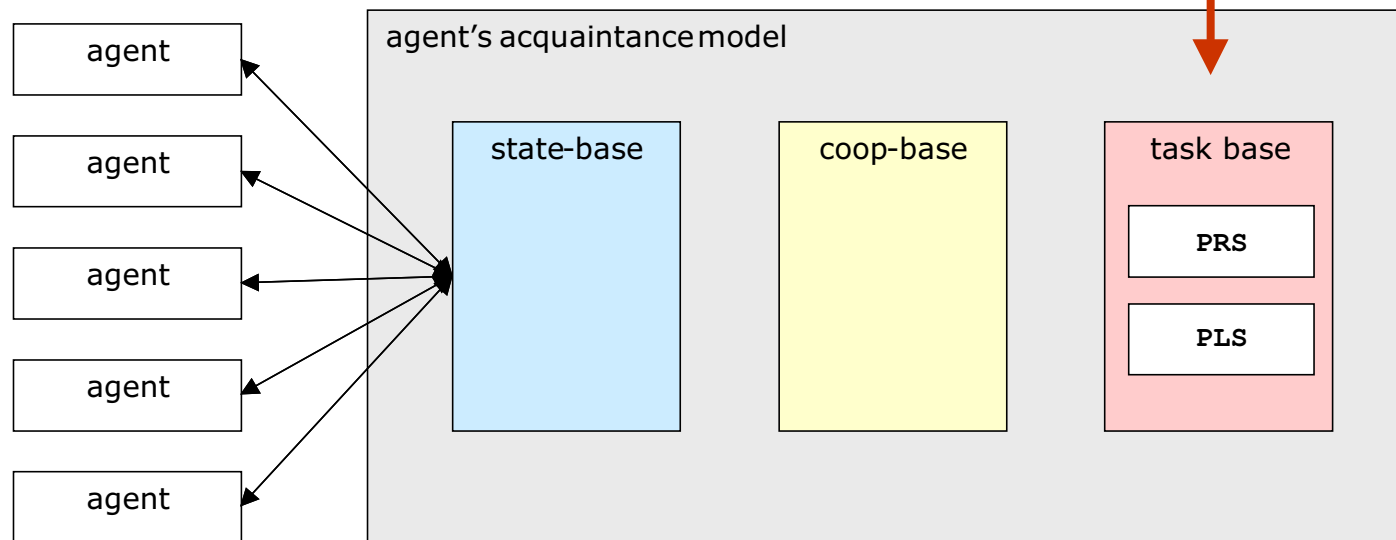 agent
agent
agent
agent
agent
agent's acquaintance model
state-base
coop-base
task base
PRS
PLS